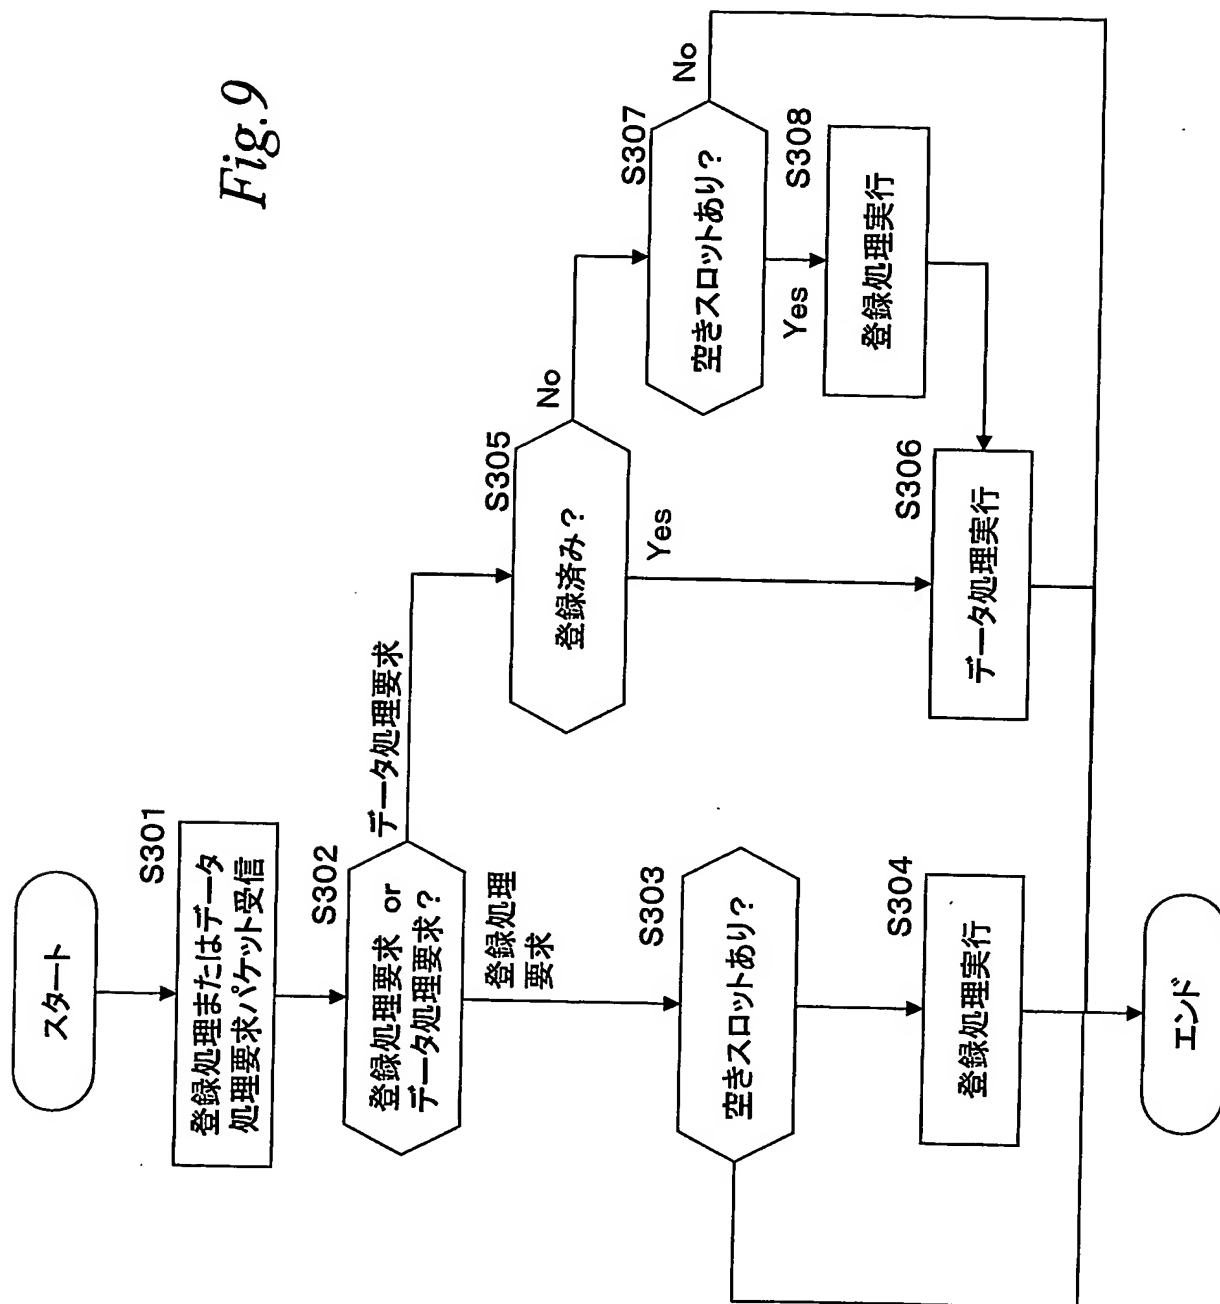 Fig.9
スタート
S301
登録処理またはデータ
処理要求パケット受信
S302
登録処理要求 or
データ処理要求？
データ処理要求
登録処理
要求
S303
空きスロットあり？
S304
登録処理実行
S305
登録済み？
No
Yes
S306
データ処理実行
S307
空きスロットあり？
No
Yes
S308
登録処理実行
エンド